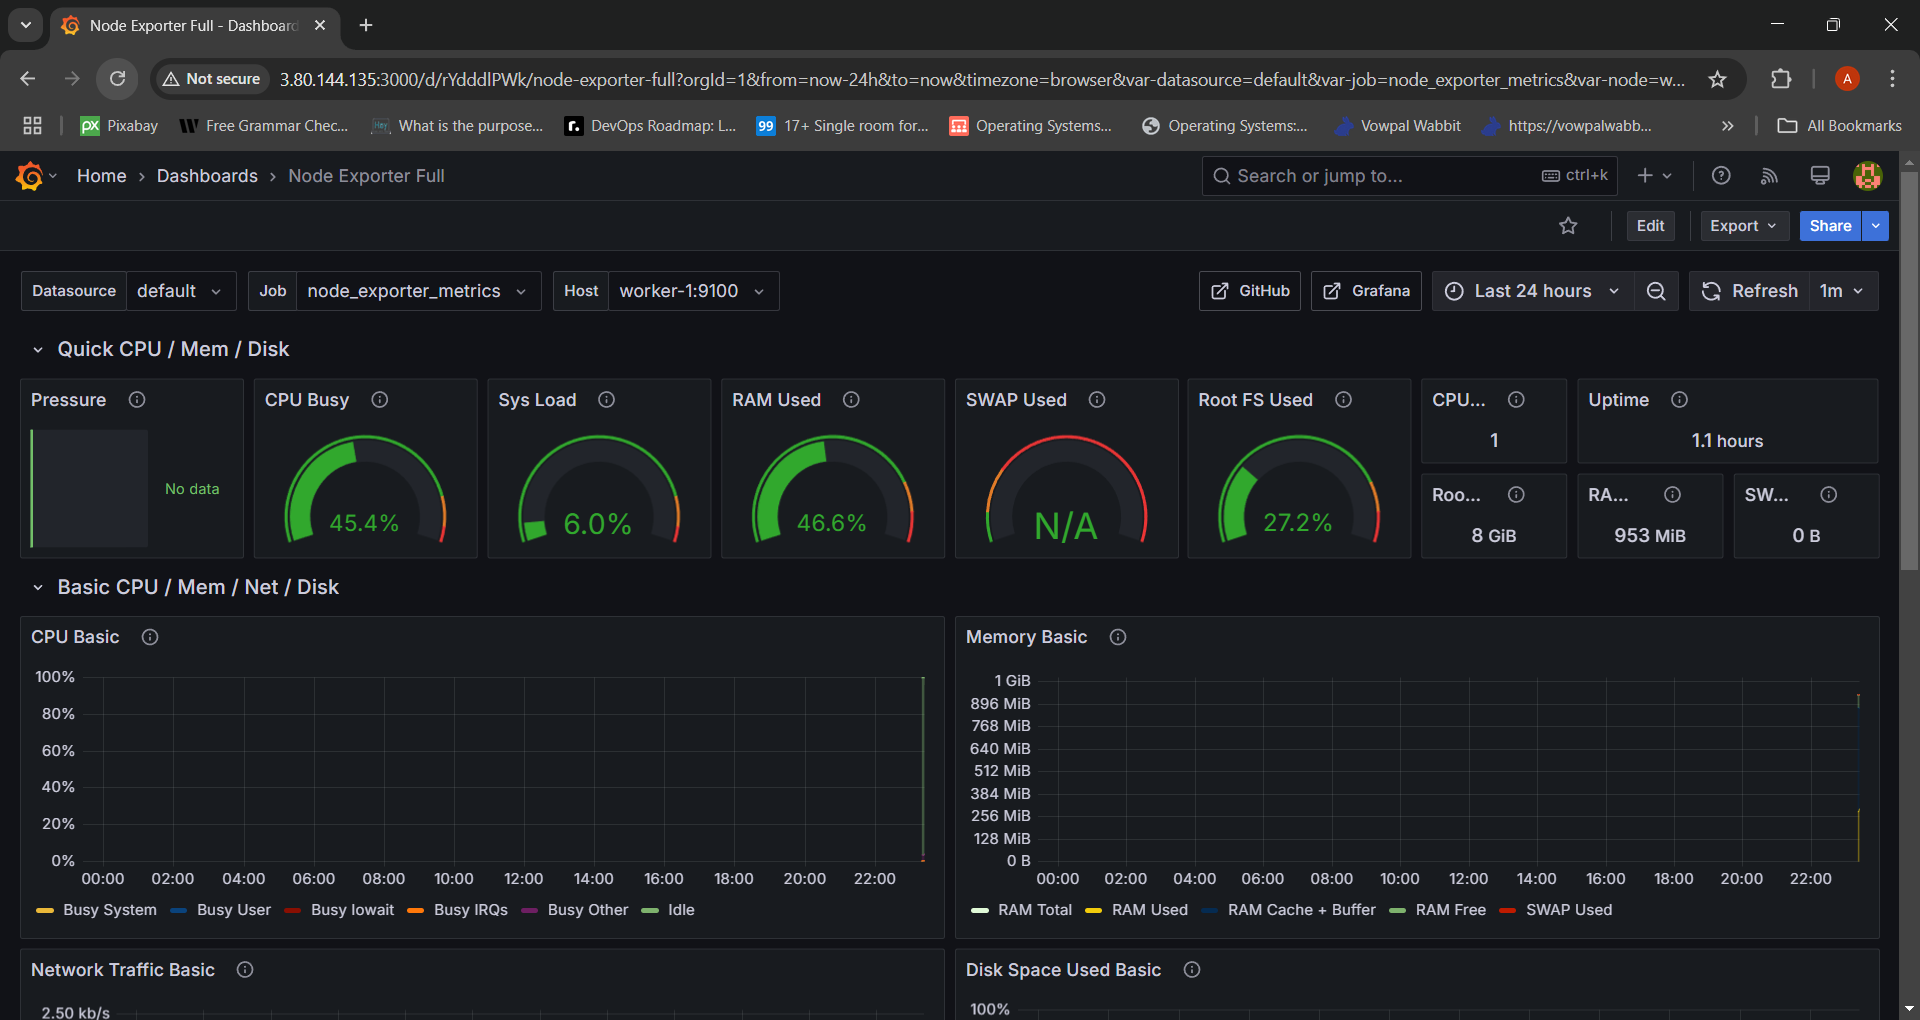 Node Exporter Full - Dashboard
Not secure 3.80.144.135:3000/d/rYdddlPWk/node-exporter-full?orgId=1&from=now-24h&to=now&timezone=browser&var-datasource=default&var-job=node_exporter_metrics&var-node=w... A
Pixabay Free Grammar Chec... What is the purpose... DevOps Roadmap: L... 99 17+ Single room for... Operating Systems... Operating Systems:... Vowpal Wabbit https://vowpalwabb... » All Bookmarks
Home › Dashboards › Node Exporter Full Search or jump to... ctrl+k
Edit Export Share
Datasource default Job node_exporter_metrics Host worker-1:9100 GitHub Grafana Last 24 hours Refresh 1m
Quick CPU / Mem / Disk
Pressure
No data
CPU Busy
45.4%
Sys Load
6.0%
RAM Used
46.6%
SWAP Used
N/A
Root FS Used
27.2%
CPU...
1
Uptime
1.1 hours
Roo...
8 GiB
RA...
953 MiB
SW...
0 B
Basic CPU / Mem / Net / Disk
CPU Basic
100%
80%
60%
40%
20%
0%
00:00 02:00 04:00 06:00 08:00 10:00 12:00 14:00 16:00 18:00 20:00 22:00
Busy System Busy User Busy Iowait Busy IRQs Busy Other Idle
Memory Basic
1 GiB
896 MiB
768 MiB
640 MiB
512 MiB
384 MiB
256 MiB
128 MiB
0 B
00:00 02:00 04:00 06:00 08:00 10:00 12:00 14:00 16:00 18:00 20:00 22:00
RAM Total RAM Used RAM Cache + Buffer RAM Free SWAP Used
Network Traffic Basic
2.50 kb/s
Disk Space Used Basic
100%